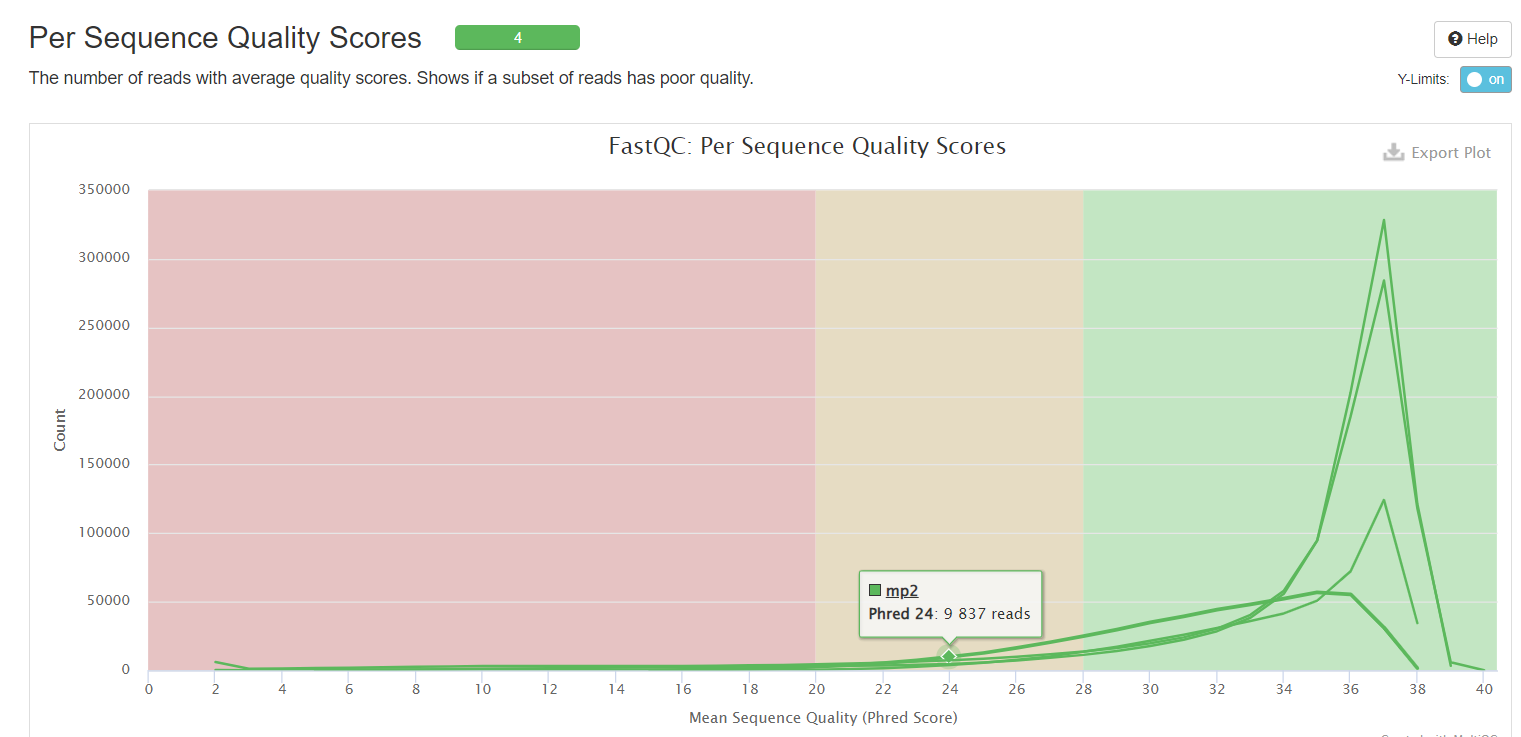 Per Sequence Quality Scores 4
Help
The number of reads with average quality scores. Shows if a subset of reads has poor quality.
Y-Limits: on
FastQC: Per Sequence Quality Scores
Export Plot
350000
300000
250000
200000
150000
100000
50000
0
Count
mp2
Phred 24: 9 837 reads
0 2 4 6 8 10 12 14 16 18 20 22 24 26 28 30 32 34 36 38 40
Mean Sequence Quality (Phred Score)